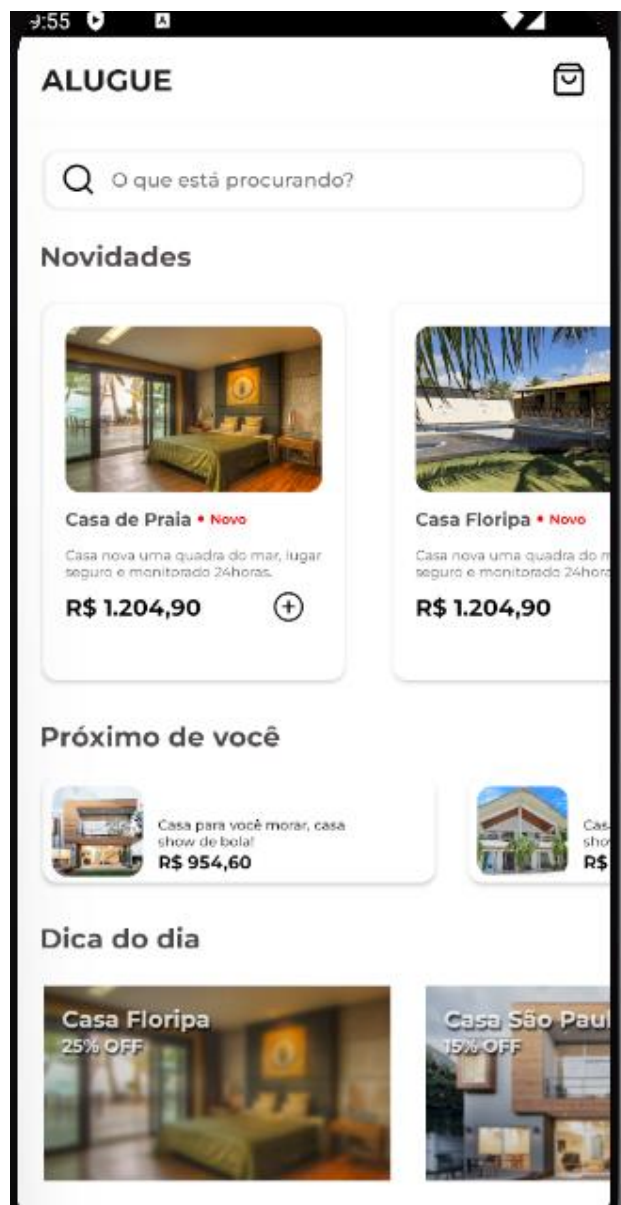 9:55
ALUGUE
O que está procurando?
Novidades
Casa de Praia • Novo
Casa nova uma quadra do mar, lugar
seguro e monitorado 24horas.
R$ 1.204,90
Casa Floripa • Novo
Casa nova uma quadra do
seguro e monitorado 24hora
R$ 1.204,90
Próximo de você
Casa para você morar, casa
show de bola!
R$ 954,60
Cas
sho
R$
Dica do dia
Casa Floripa
25% OFF
Casa São Paul
15% OFF